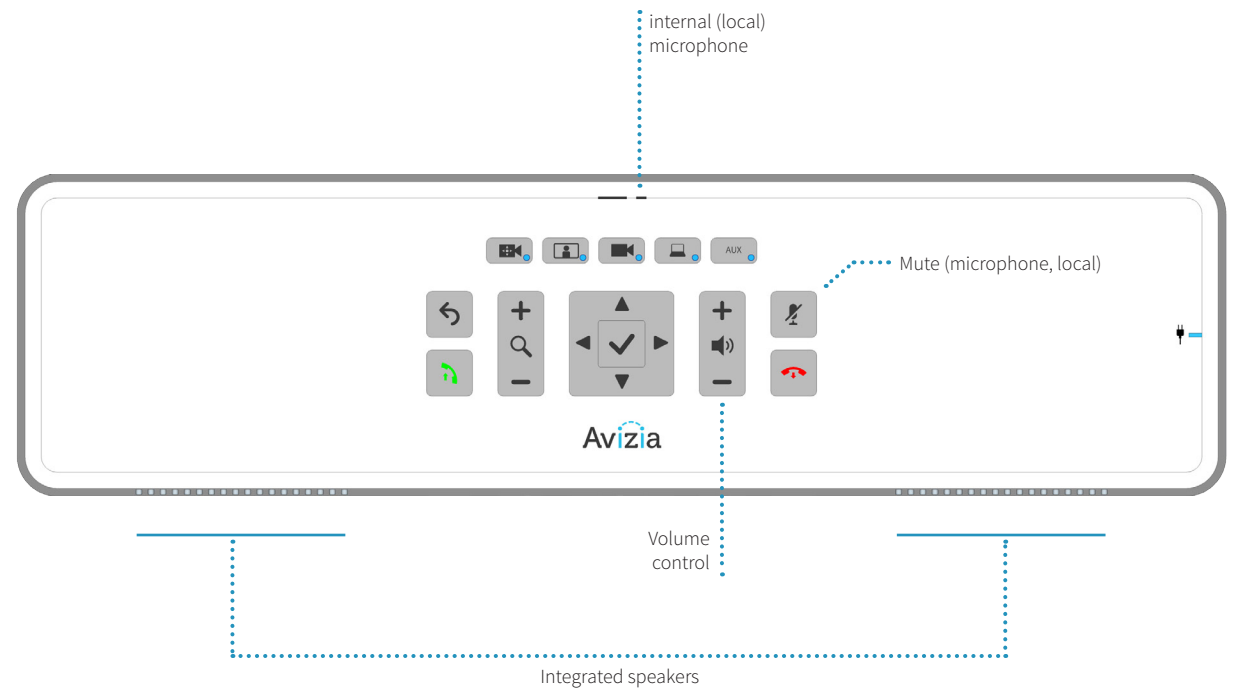 internal (local)
microphone
AUX
Mute (microphone, local)
Avizia
Volume
control
Integrated speakers